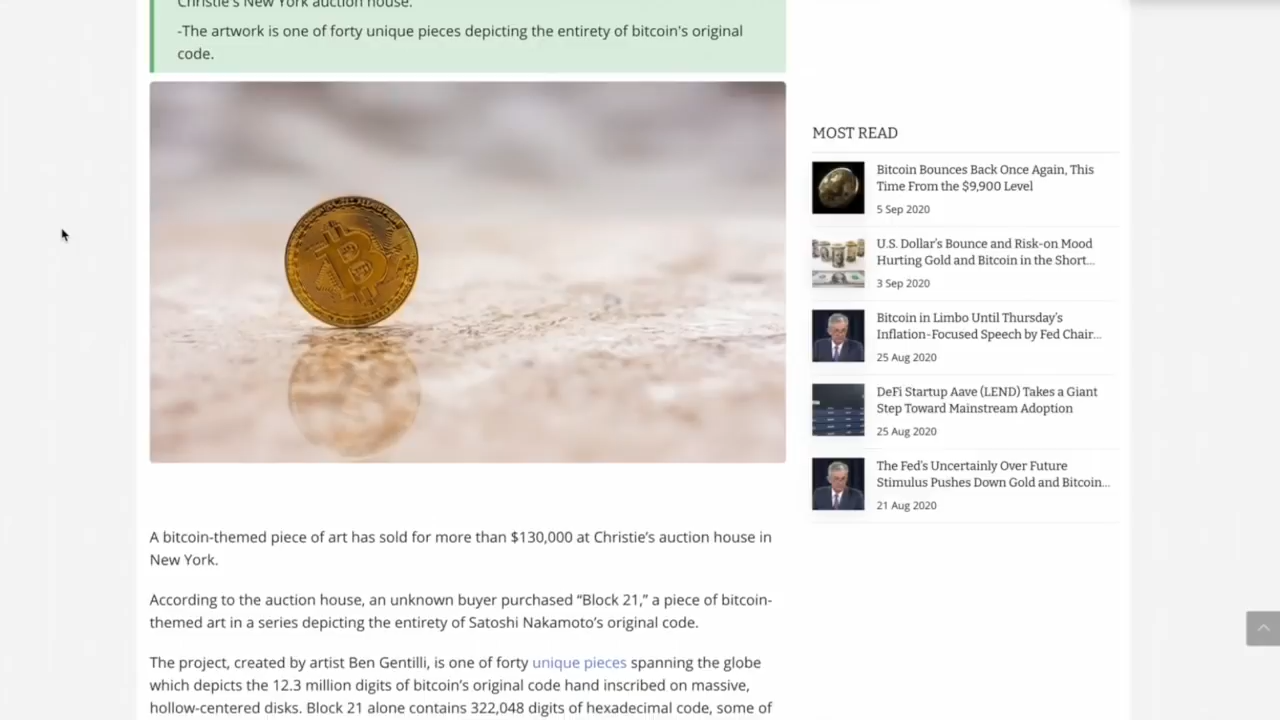 Christie's New York auction house.
-The artwork is one of forty unique pieces depicting the entirety of bitcoin's original
code.
MOST READ
Bitcoin Bounces Back Once Again, This
Time From the $9,900 Level
5 Sep 2020
U.S. Dollar's Bounce and Risk-on Mood
Hurting Gold and Bitcoin in the Short...
3 Sep 2020
Bitcoin in Limbo Until Thursday's
Inflation-Focused Speech by Fed Chair...
25 Aug 2020
DeFi Startup Aave (LEND) Takes a Giant
Step Toward Mainstream Adoption
25 Aug 2020
The Fed's Uncertainly Over Future
Stimulus Pushes Down Gold and Bitcoin...
21 Aug 2020
A bitcoin-themed piece of art has sold for more than $130,000 at Christie's auction house in
New York.
According to the auction house, an unknown buyer purchased “Block 21,” a piece of bitcoin-
themed art in a series depicting the entirety of Satoshi Nakamoto's original code.
The project, created by artist Ben Gentilli, is one of forty unique pieces spanning the globe
which depicts the 12.3 million digits of bitcoin's original code hand inscribed on massive,
hollow-centered disks. Block 21 alone contains 322,048 digits of hexadecimal code, some of